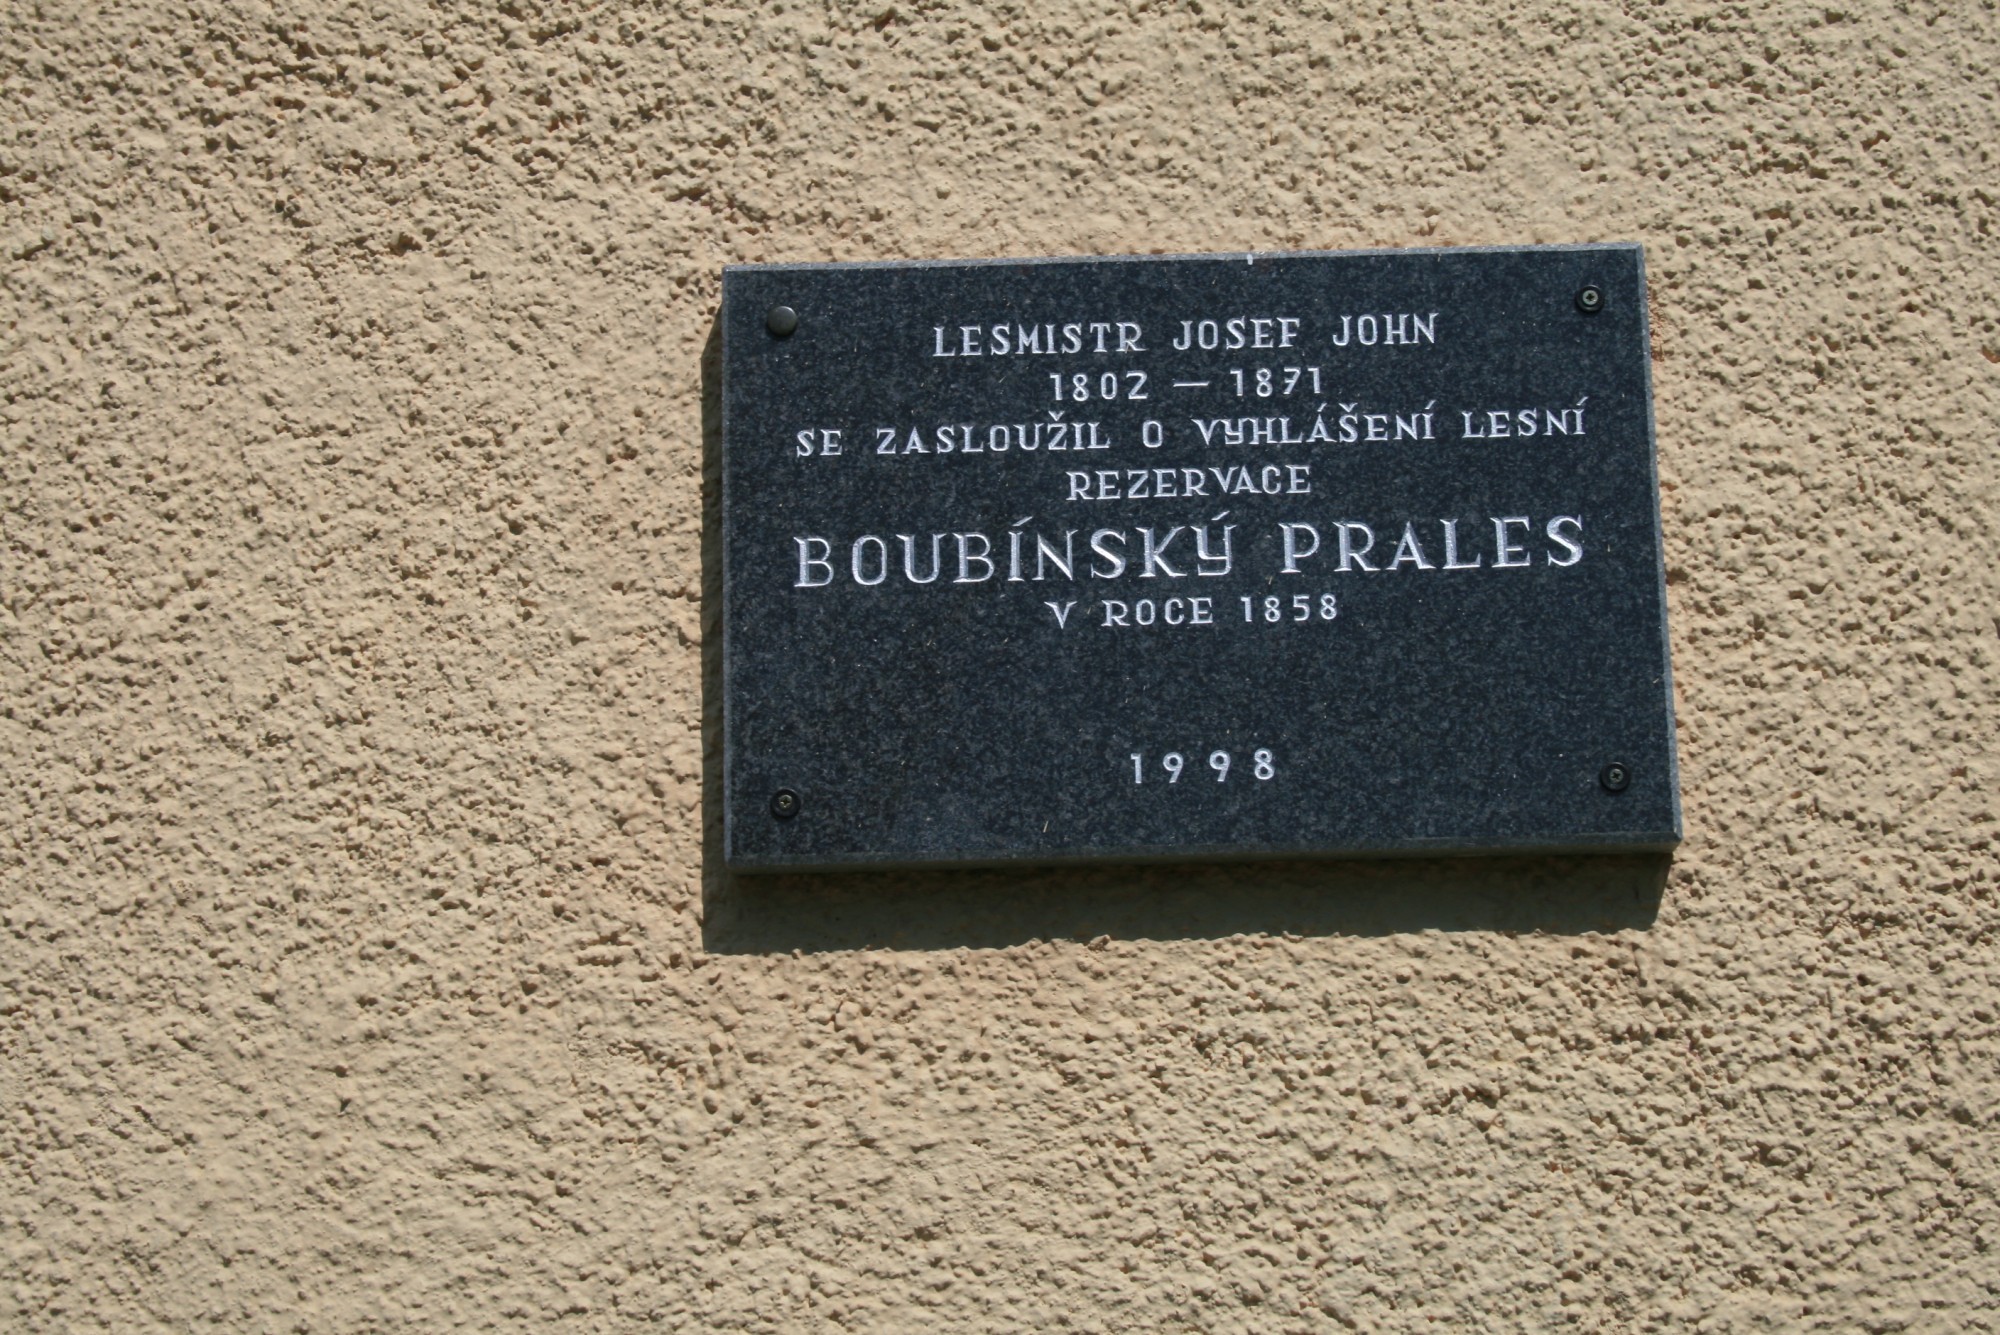 LESMISTR JOSEF JOHN
1802 — 1871
SE ZASLOUŽIL O VYHLÁŠENÍ LESNÍ
REZERVACE
BOUBÍNSKÝ PRALES
V ROCE 1858
1998